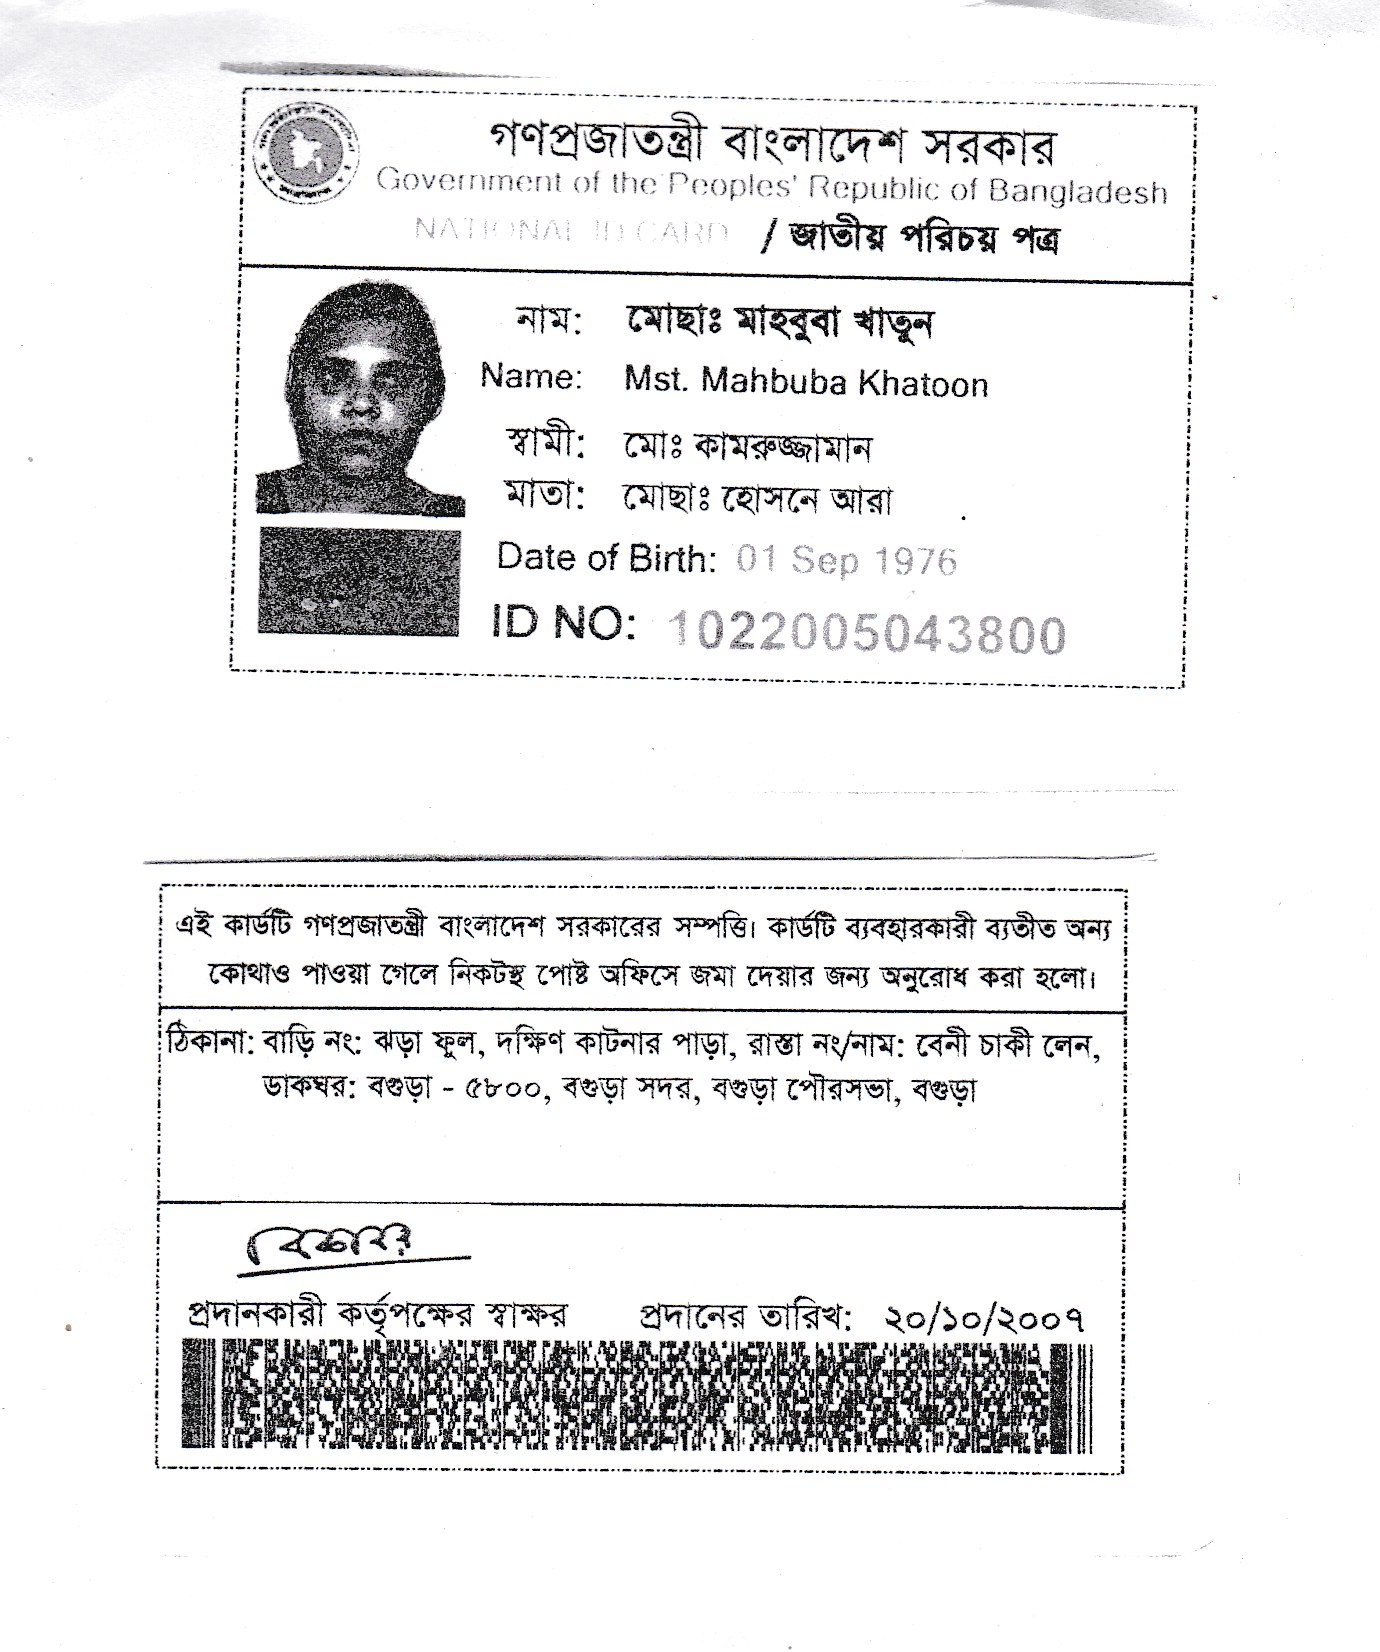 গণপ্রজাতন্ত্রী বাংলাদেশ সরকার
Government of the Peoples' Republic of Bangladesh
NATIONAL ID CARD / জাতীয় পরিচয় পত্র
নাম: মোছাঃ মাহবুবা খাতুন
Name: Mst. Mahbuba Khatoon
স্বামী: মোঃ কামরুজ্জামান
মাতা: মোছাঃ হোসনে আরা
Date of Birth: 01 Sep 1976
ID NO: 1022005043800
এই কার্ডটি গণপ্রজাতন্ত্রী বাংলাদেশ সরকারের সম্পত্তি। কার্ডটি ব্যবহারকারী ব্যতীত অন্য
কোথাও পাওয়া গেলে নিকটস্থ পোষ্ট অফিসে জমা দেয়ার জন্য অনুরোধ করা হলো।
ঠিকানা: বাড়ি নং: ঝড়া ফূল, দক্ষিণ কাটনার পাড়া, রাস্তা নং/নাম: বেনী চাকী লেন,
ডাকঘর: বগুড়া - ৫৮০০, বগুড়া সদর, বগুড়া পৌরসভা, বগুড়া
প্রদানকারী কর্তৃপক্ষের স্বাক্ষর প্রদানের তারিখ: ২০/১০/২০০৭